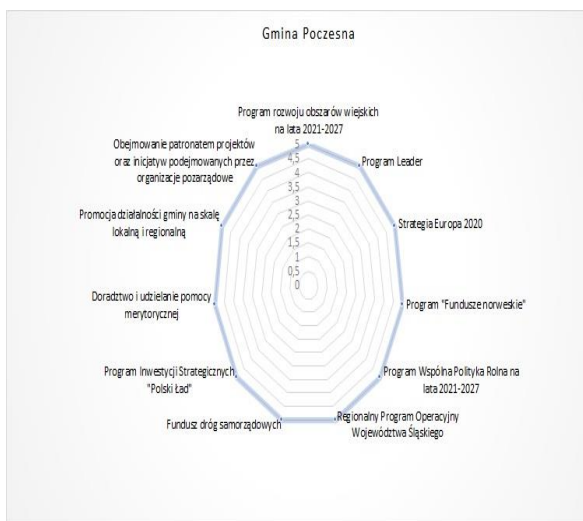 Gmina Poczesna
Program rozwoju obszarów wiejskich
na lata 2021-2027
Program Leader
Strategia Europa 2020
Program "Fundusze norweskie"
Program Wspólna Polityka Rolna na
lata 2021-2027
Regionalny Program Operacyjny
Województwa Śląskiego
Fundusz dróg samorządowych
Program Inwestycji Strategicznych
"Polski Ład"
Doradztwo i udzielanie pomocy
merytorycznej
Promocja działalności gminy na skalę
lokalną i regionalną
Obejmowanie patronatem projektów
oraz inicjatyw podejmowanych przez
organizacje pozarządowe
5
4,5
4
3,5
3
2,5
2
1,5
1
0,5
0